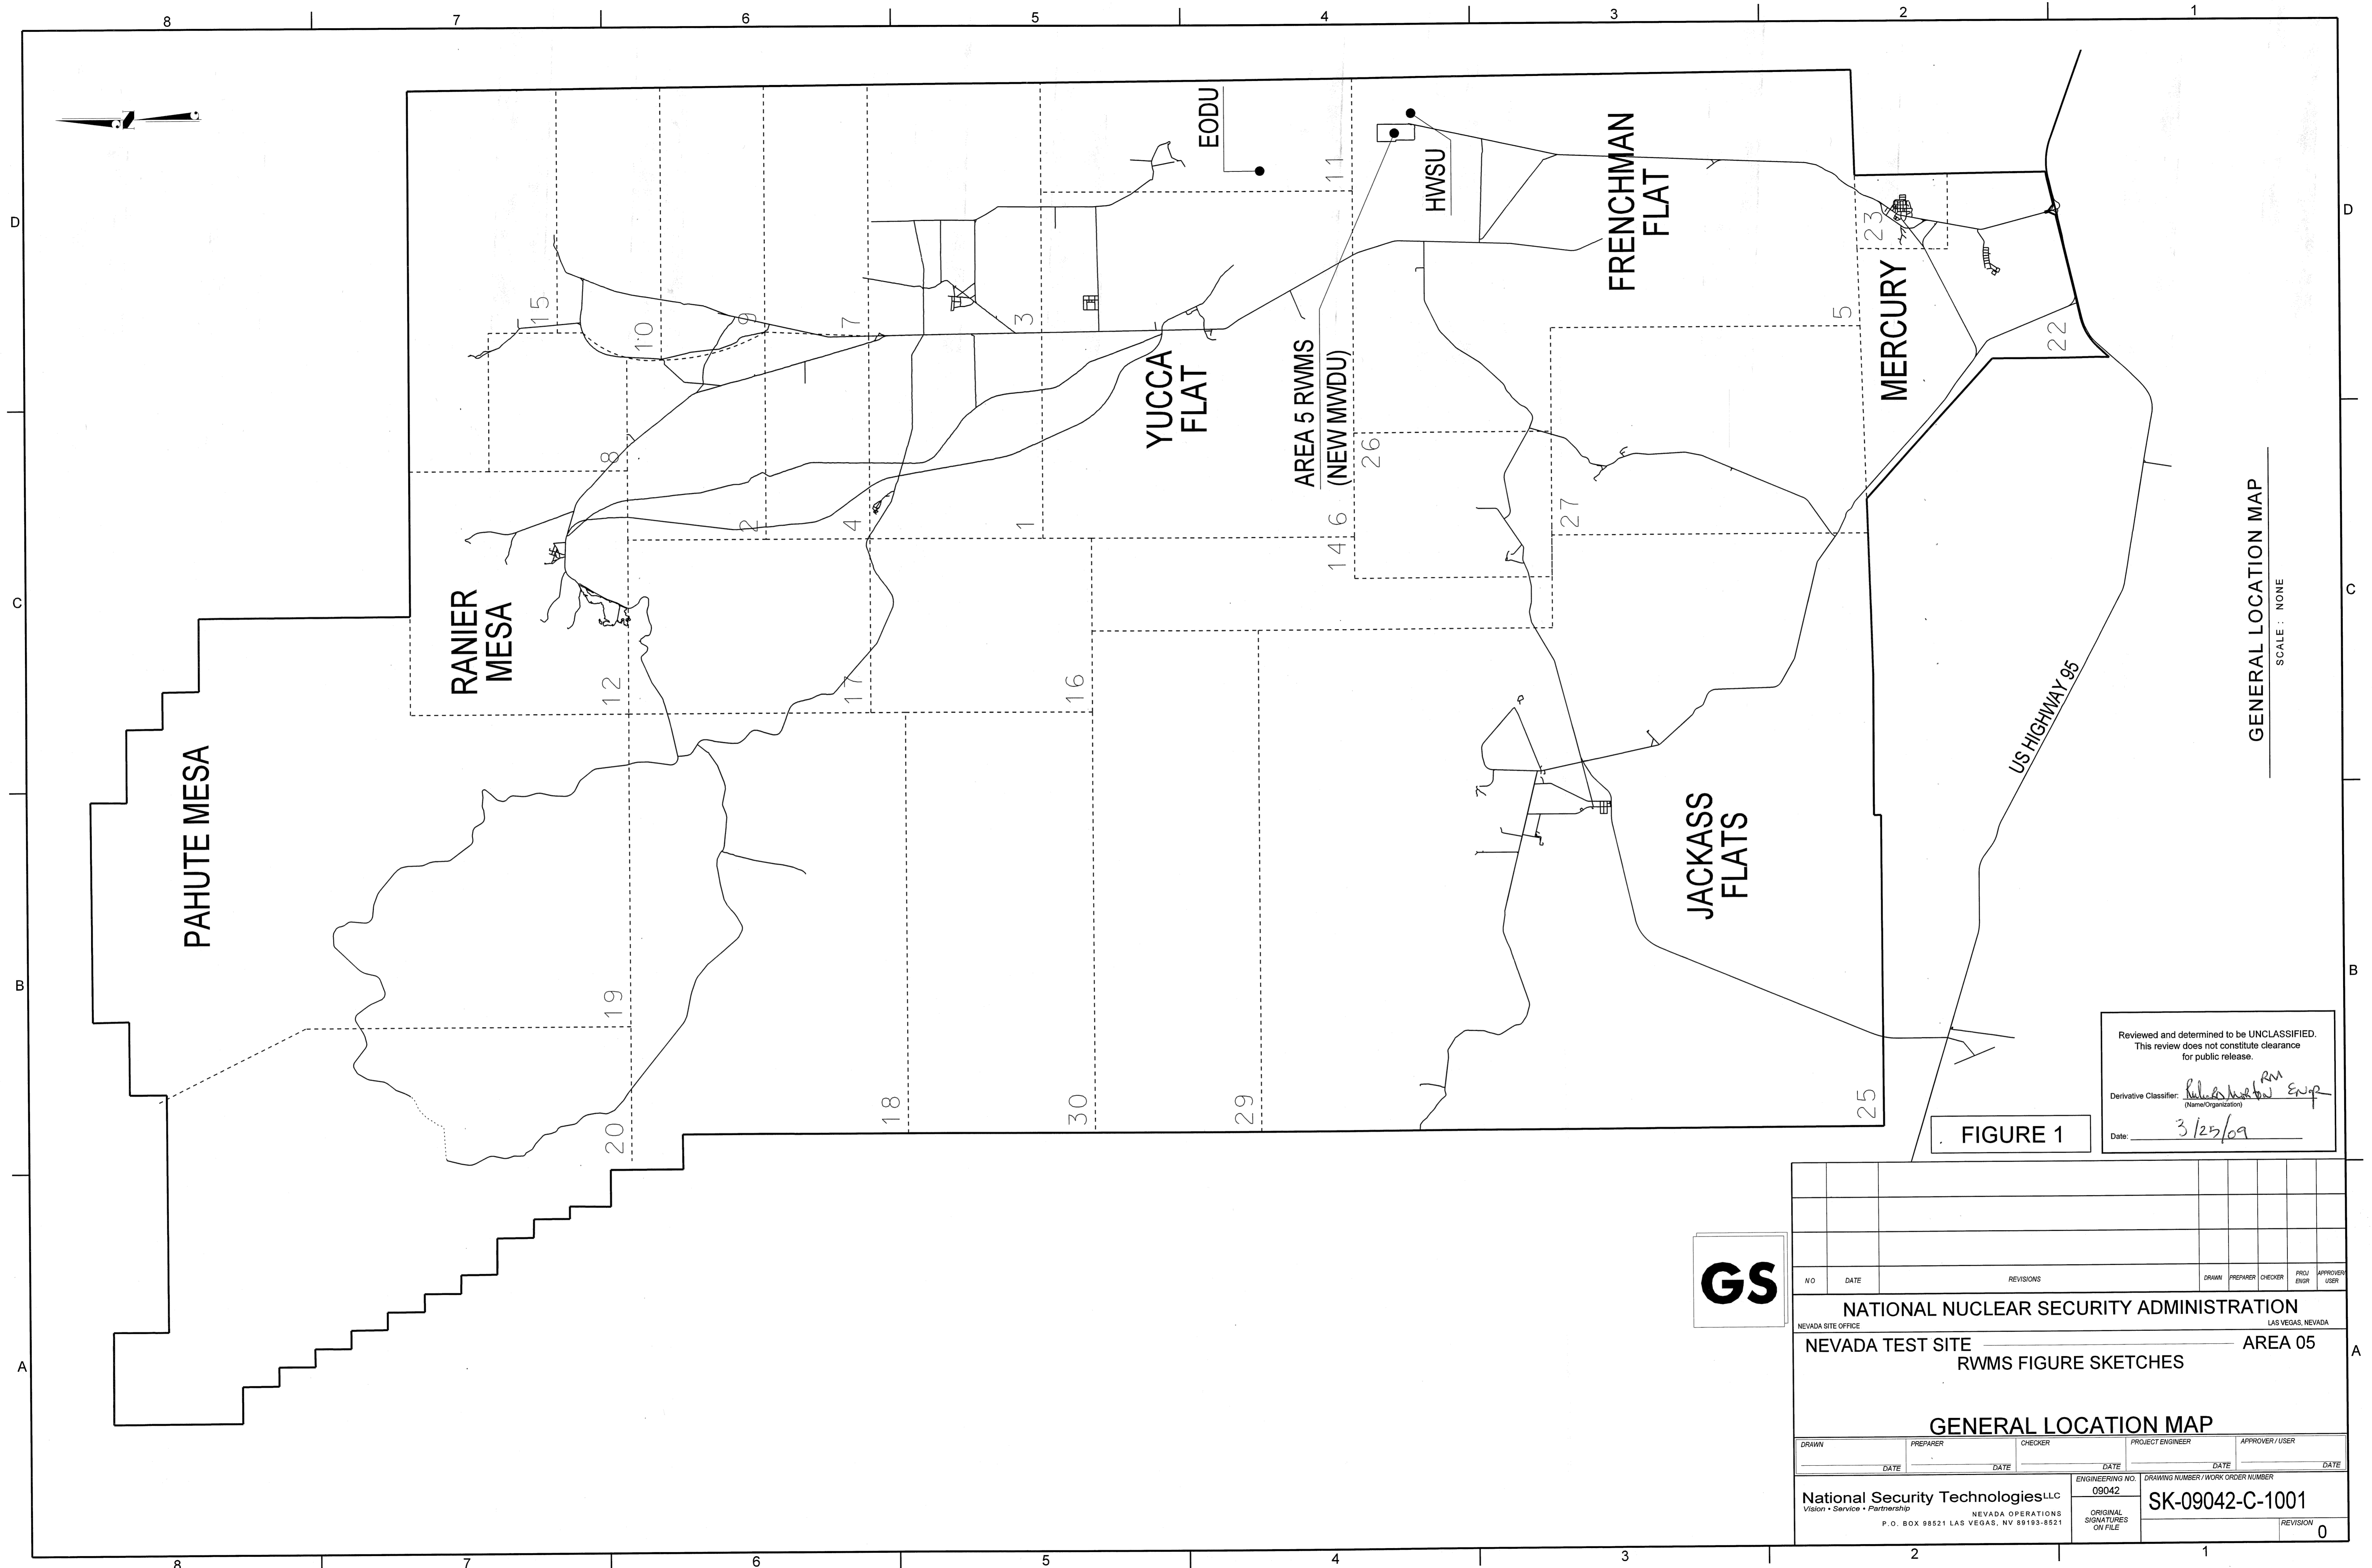 8 7 6 5 4 3 2 1
D
D
C
C
B
B
A
A
PAHUTE MESA
RANIER
MESA
YUCCA
FLAT
EODU
HWSU
AREA 5 RWMS
(NEW MWDU)
FRENCHMAN
FLAT
MERCURY
JACKASS
FLATS
US HIGHWAY 95
15
10
9
7
3
11
8
2
4
1
6
14
26
27
5
23
22
12
17
16
19
20
18
30
29
25
GENERAL LOCATION MAP
SCALE : NONE
Reviewed and determined to be UNCLASSIFIED.
This review does not constitute clearance
for public release.
Derivative Classifier: RM Engr
(Name/Organization)
Date: 3/25/09
FIGURE 1
GS
NO DATE REVISIONS DRAWN PREPARER CHECKER PROJ ENGR APPROVER/ USER
NATIONAL NUCLEAR SECURITY ADMINISTRATION
NEVADA SITE OFFICE LAS VEGAS, NEVADA
NEVADA TEST SITE AREA 05
RWMS FIGURE SKETCHES
GENERAL LOCATION MAP
DRAWN PREPARER CHECKER PROJECT ENGINEER APPROVER / USER
DATE DATE DATE DATE DATE
National Security Technologies LLC
Vision • Service • Partnership
NEVADA OPERATIONS
P.O. BOX 98521 LAS VEGAS, NV 89193-8521
ENGINEERING NO.
09042
ORIGINAL
SIGNATURES
ON FILE
DRAWING NUMBER / WORK ORDER NUMBER
SK-09042-C-1001
REVISION 0
8 7 6 5 4 3 2 1